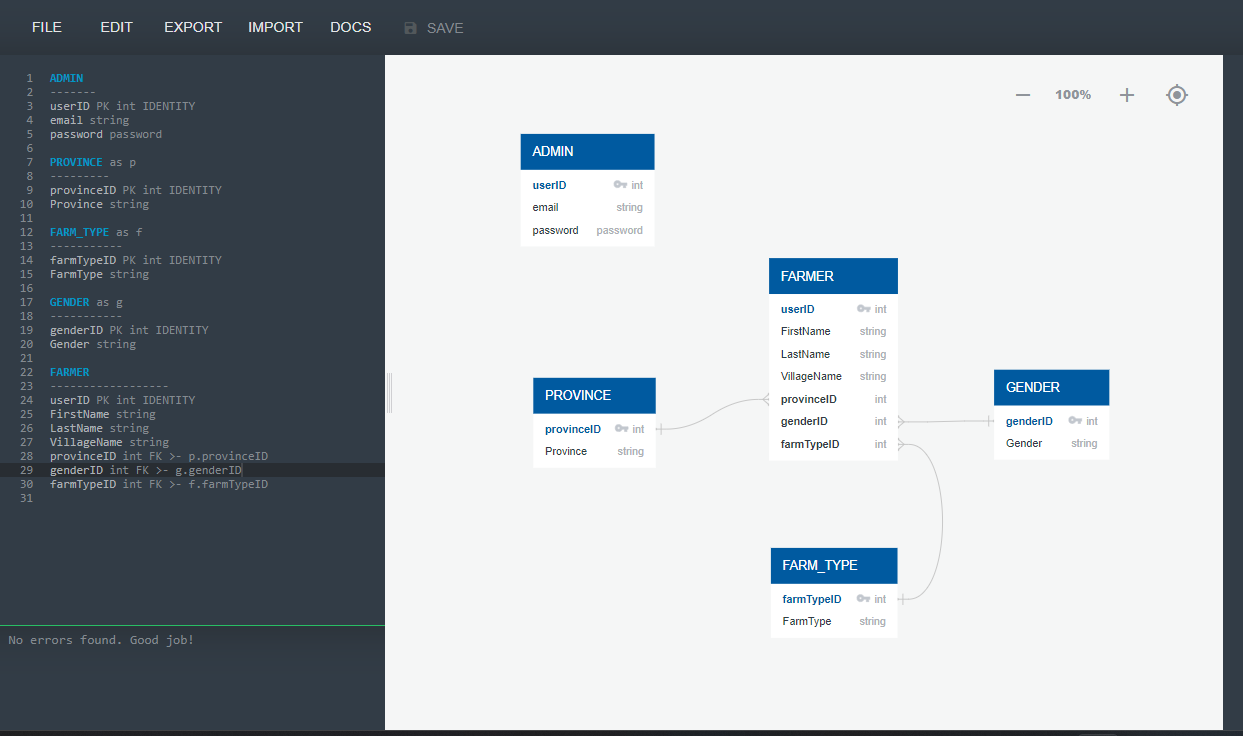 FILE EDIT EXPORT IMPORT DOCS SAVE
1 ADMIN
2 -------
3 userID PK int IDENTITY
4 email string
5 password password
6
7 PROVINCE as p
8 ---------
9 provinceID PK int IDENTITY
10 Province string
11
12 FARM_TYPE as f
13 -----------
14 farmTypeID PK int IDENTITY
15 FarmType string
16
17 GENDER as g
18 -----------
19 genderID PK int IDENTITY
20 Gender string
21
22 FARMER
23 ------------------
24 userID PK int IDENTITY
25 FirstName string
26 LastName string
27 VillageName string
28 provinceID int FK >- p.provinceID
29 genderID int FK >- g.genderID
30 farmTypeID int FK >- f.farmTypeID
31
No errors found. Good job!
100%
ADMIN
userID int
email string
password password
FARMER
userID int
FirstName string
LastName string
VillageName string
provinceID int
genderID int
farmTypeID int
PROVINCE
provinceID int
Province string
GENDER
genderID int
Gender string
FARM_TYPE
farmTypeID int
FarmType string